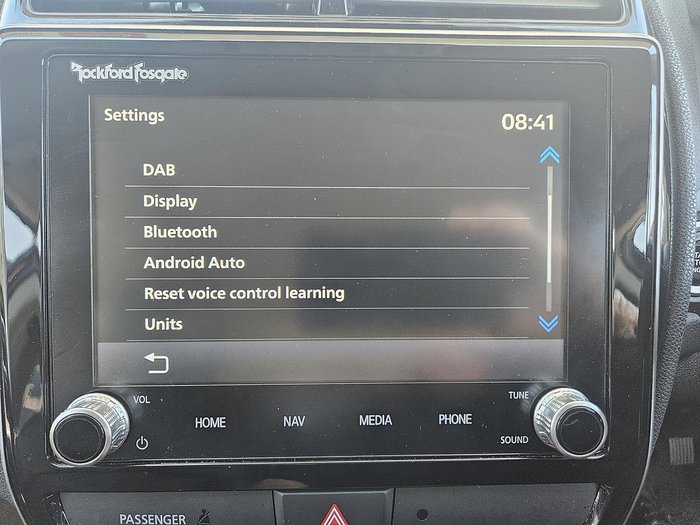 Rockford Fosgate
Settings
08:41
DAB
Display
Bluetooth
Android Auto
Reset voice control learning
Units
VOL
HOME
NAV
MEDIA
PHONE
TUNE
SOUND
PASSENGER